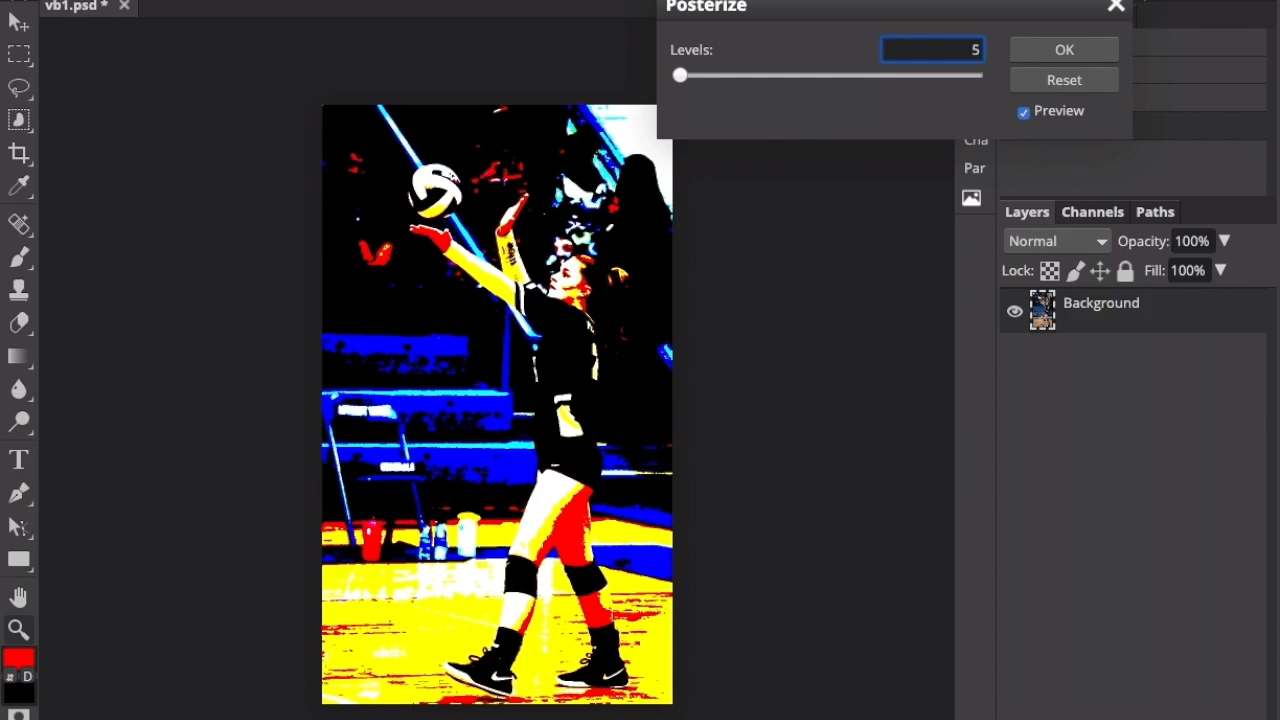 vb1.psd *
Posterize
Levels:
5
OK
Reset
Preview
Cha
Par
Layers Channels Paths
Normal Opacity: 100%
Lock: Fill: 100%
Background
T
D